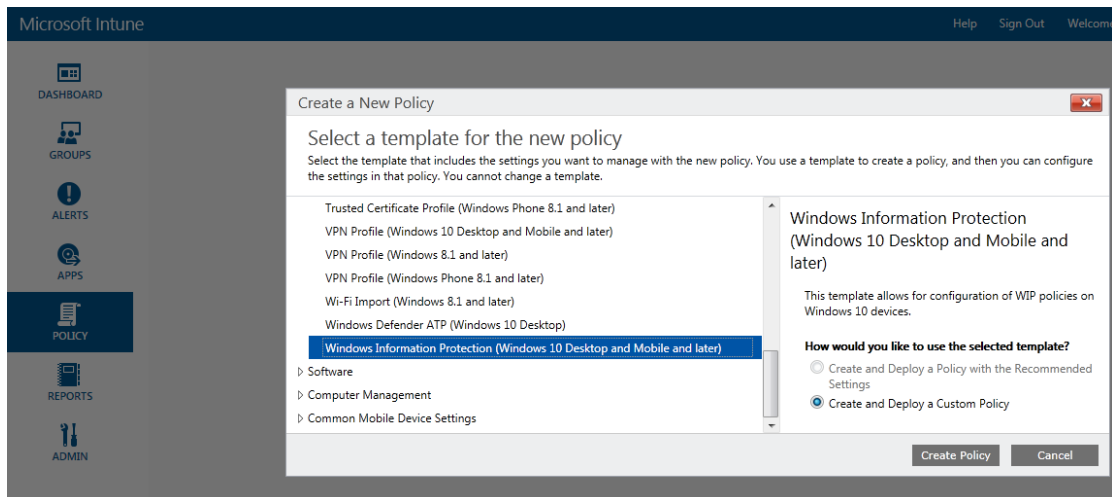 Microsoft Intune
Help Sign Out Welcome
DASHBOARD
GROUPS
ALERTS
APPS
POLICY
REPORTS
ADMIN
Create a New Policy
Select a template for the new policy
Select the template that includes the settings you want to manage with the new policy. You use a template to create a policy, and then you can configure
the settings in that policy. You cannot change a template.
Trusted Certificate Profile (Windows Phone 8.1 and later)
VPN Profile (Windows 10 Desktop and Mobile and later)
VPN Profile (Windows 8.1 and later)
VPN Profile (Windows Phone 8.1 and later)
Wi-Fi Import (Windows 8.1 and later)
Windows Defender ATP (Windows 10 Desktop)
Windows Information Protection (Windows 10 Desktop and Mobile and later)
Software
Computer Management
Common Mobile Device Settings
Windows Information Protection
(Windows 10 Desktop and Mobile and
later)
This template allows for configuration of WIP policies on
Windows 10 devices.
How would you like to use the selected template?
Create and Deploy a Policy with the Recommended
Settings
Create and Deploy a Custom Policy
Create Policy
Cancel